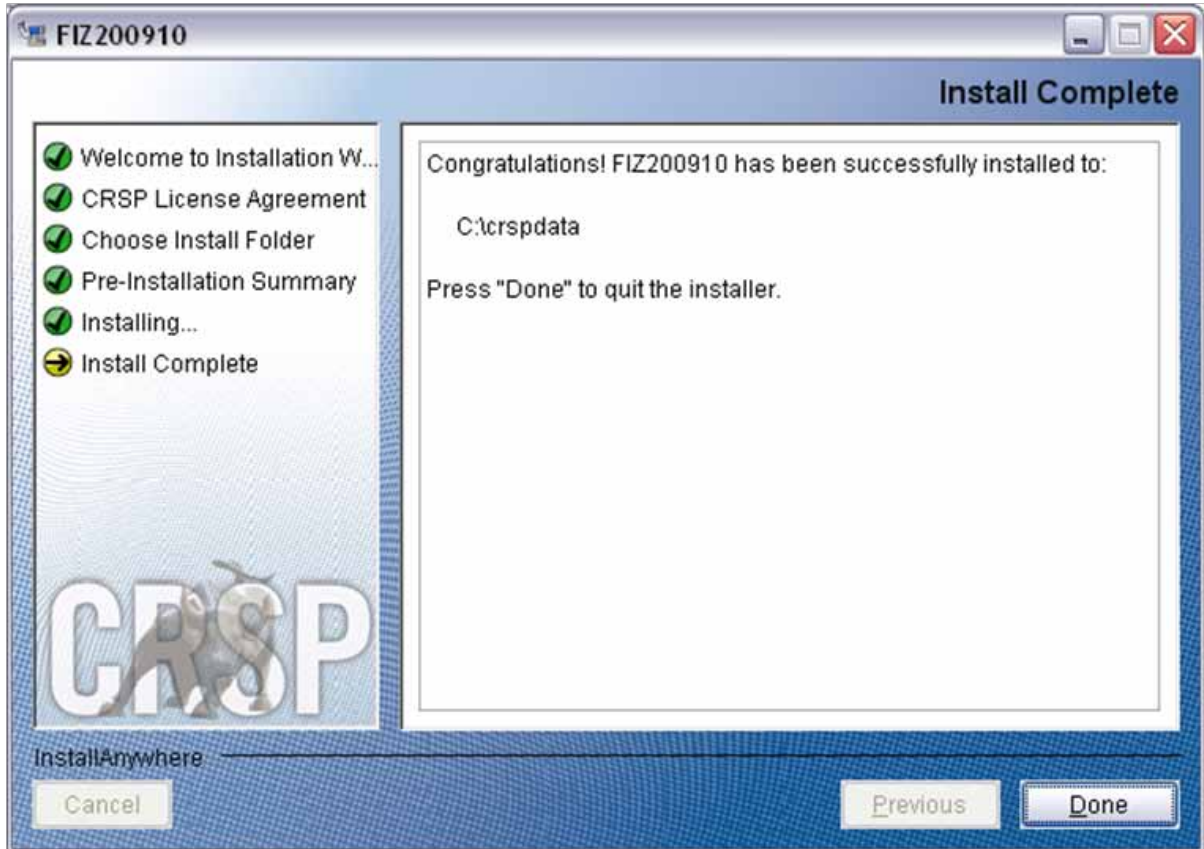 FIZ200910
Install Complete
Welcome to Installation W...
CRSP License Agreement
Choose Install Folder
Pre-Installation Summary
Installing...
Install Complete
CRSP
Congratulations! FIZ200910 has been successfully installed to:
C:\crspdata
Press "Done" to quit the installer.
InstallAnywhere
Cancel
Previous
Done